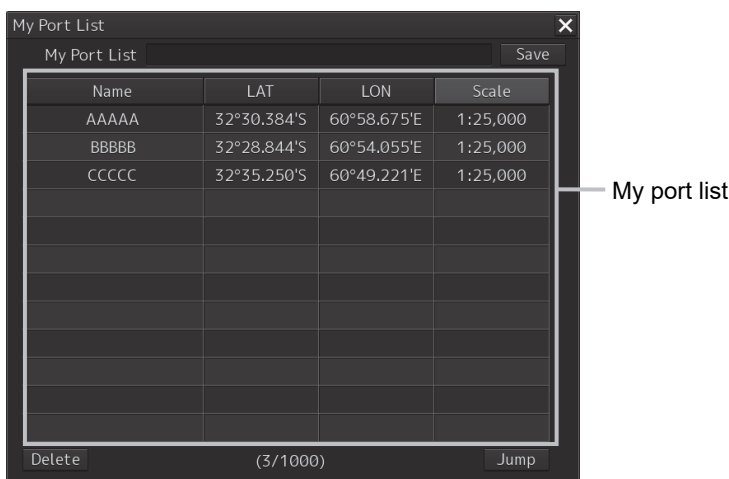 My Port List
My Port List Save
Name LAT LON Scale
AAAAA 32°30.384'S 60°58.675'E 1:25,000
BBBBB 32°28.844'S 60°54.055'E 1:25,000
CCCCC 32°35.250'S 60°49.221'E 1:25,000
My port list
Delete (3/1000) Jump